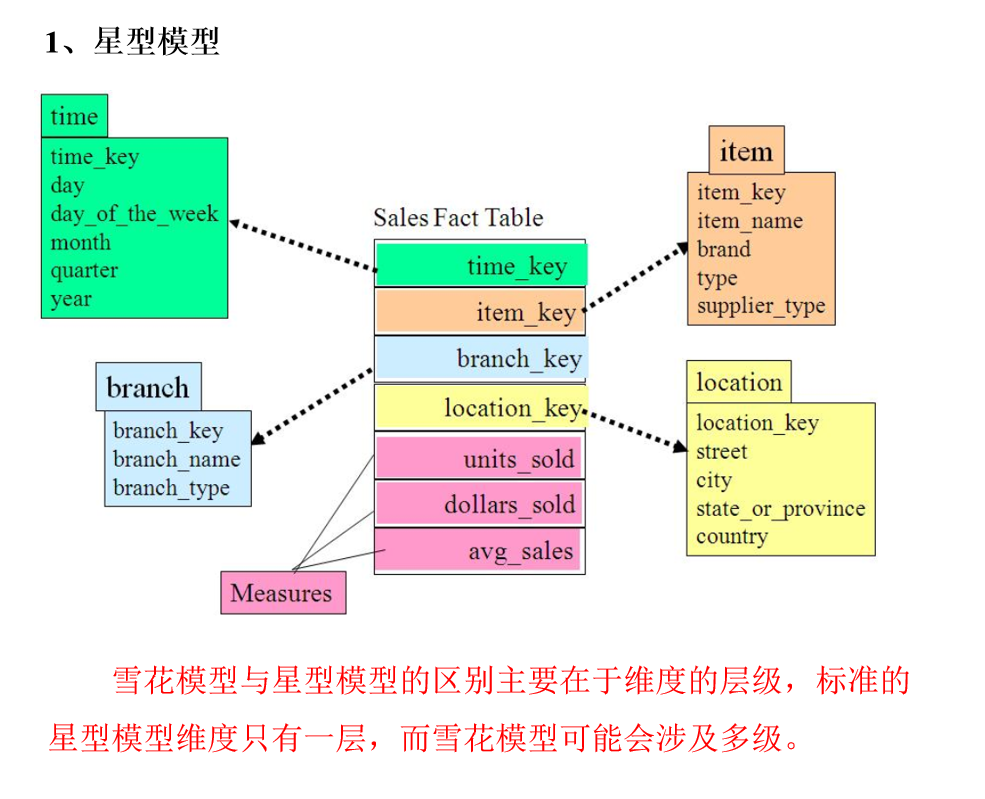 1、星型模型
time
time_key
day
day_of_the_week
month
quarter
year
branch
branch_key
branch_name
branch_type
Sales Fact Table
time_key
item_key
branch_key
location_key
units_sold
dollars_sold
avg_sales
Measures
item
item_key
item_name
brand
type
supplier_type
location
location_key
street
city
state_or_province
country
雪花模型与星型模型的区别主要在于维度的层级，标准的
星型模型维度只有一层，而雪花模型可能会涉及多级。